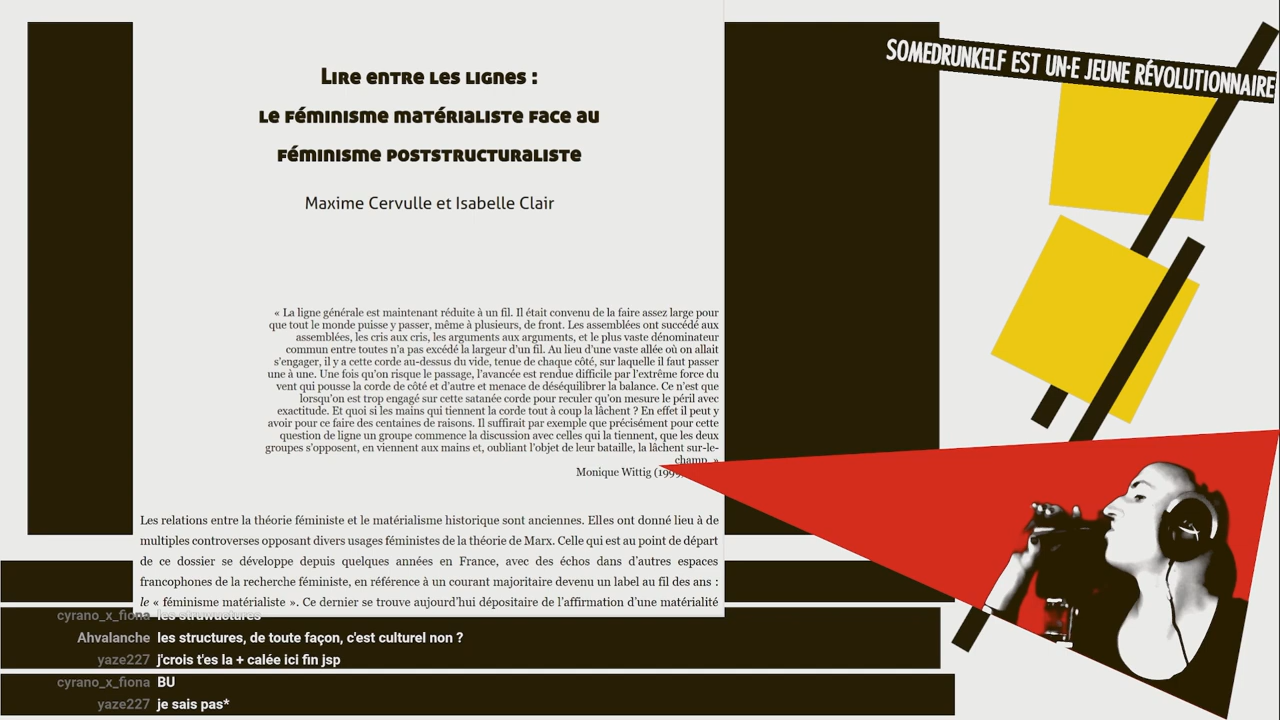 SOMEDRUNKELF EST UN·E JEUNE RÉVOLUTIONNAIRE
Lire entre les lignes :
le féminisme matérialiste face au
féminisme poststructuraliste
Maxime Cervulle et Isabelle Clair
« La ligne générale est maintenant réduite à un fil. Il était convenu de la faire assez large pour
que tout le monde puisse y passer, même à plusieurs, de front. Les assemblées ont succédé aux
assemblées, les cris aux cris, les arguments aux arguments, et le plus vaste dénominateur
commun entre toutes n'a pas excédé la largeur d'un fil. Au lieu d'une vaste allée où on allait
s'engager, il y a cette corde au-dessus du vide, tenue de chaque côté, sur laquelle il faut passer
une à une. Une fois qu'on risque le passage, l'avancée est rendue difficile par l'extrême force du
vent qui pousse la corde de côté et d'autre et menace de déséquilibrer la balance. Ce n'est que
lorsqu'on est trop engagé sur cette satanée corde pour reculer qu'on mesure le péril avec
exactitude. Et quoi si les mains qui tiennent la corde tout à coup la lâchent ? En effet il peut y
avoir pour ce faire des centaines de raisons. Il suffirait par exemple que précisément pour cette
question de ligne un groupe commence la discussion avec celles qui la tiennent, que les deux
groupes s'opposent, en viennent aux mains et, oubliant l'objet de leur bataille, la lâchent sur-le-
champ. »
Monique Wittig
Les relations entre la théorie féministe et le matérialisme historique sont anciennes. Elles ont donné lieu à de
multiples controverses opposant divers usages féministes de la théorie de Marx. Celle qui est au point de départ
de ce dossier se développe depuis quelques années en France, avec des échos dans d'autres espaces
francophones de la recherche féministe, en référence à un courant majoritaire devenu un label au fil des ans :
le « féminisme matérialiste ». Ce dernier se trouve aujourd'hui dépositaire de l'affirmation d'une matérialité
cyrano_x_fiona les
Ahvalanche les structures, de toute façon, c'est culturel non ?
yaze227 j'crois t'es la + calée ici fin jsp
cyrano_x_fiona BU
yaze227 je sais pas*